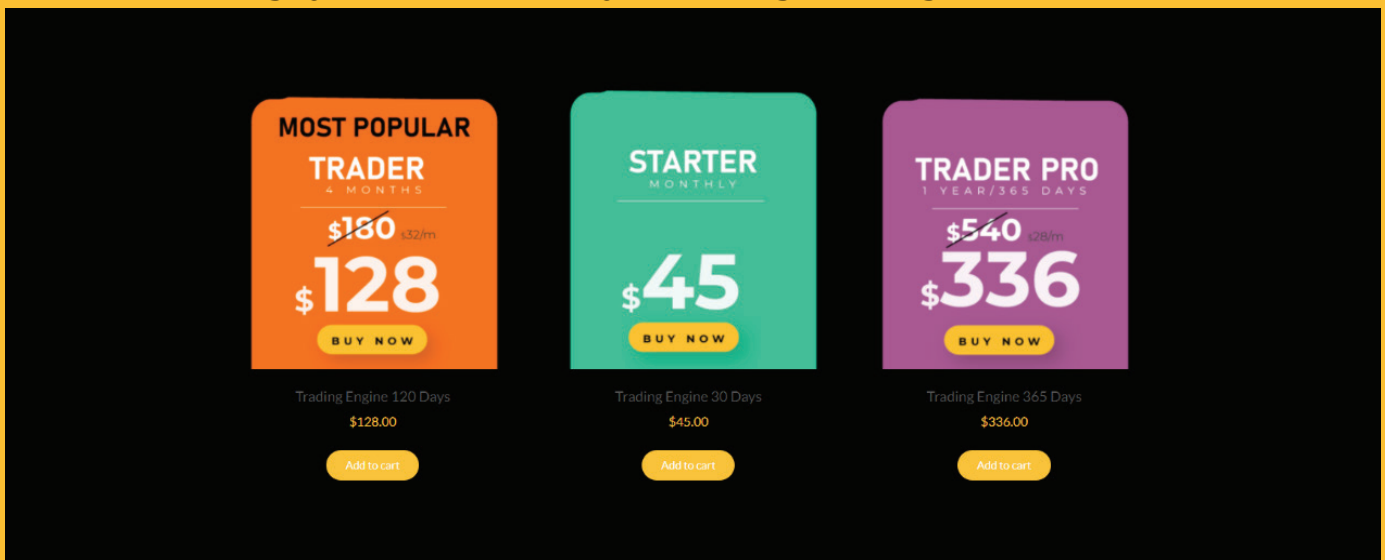 MOST POPULAR
TRADER
4 MONTHS
$180 s32/m
$128
BUY NOW
Trading Engine 120 Days
$128.00
Add to cart
STARTER
MONTHLY
$45
BUY NOW
Trading Engine 30 Days
$45.00
Add to cart
TRADER PRO
1 YEAR/365 DAYS
$540 s28/m
$336
BUY NOW
Trading Engine 365 Days
$336.00
Add to cart